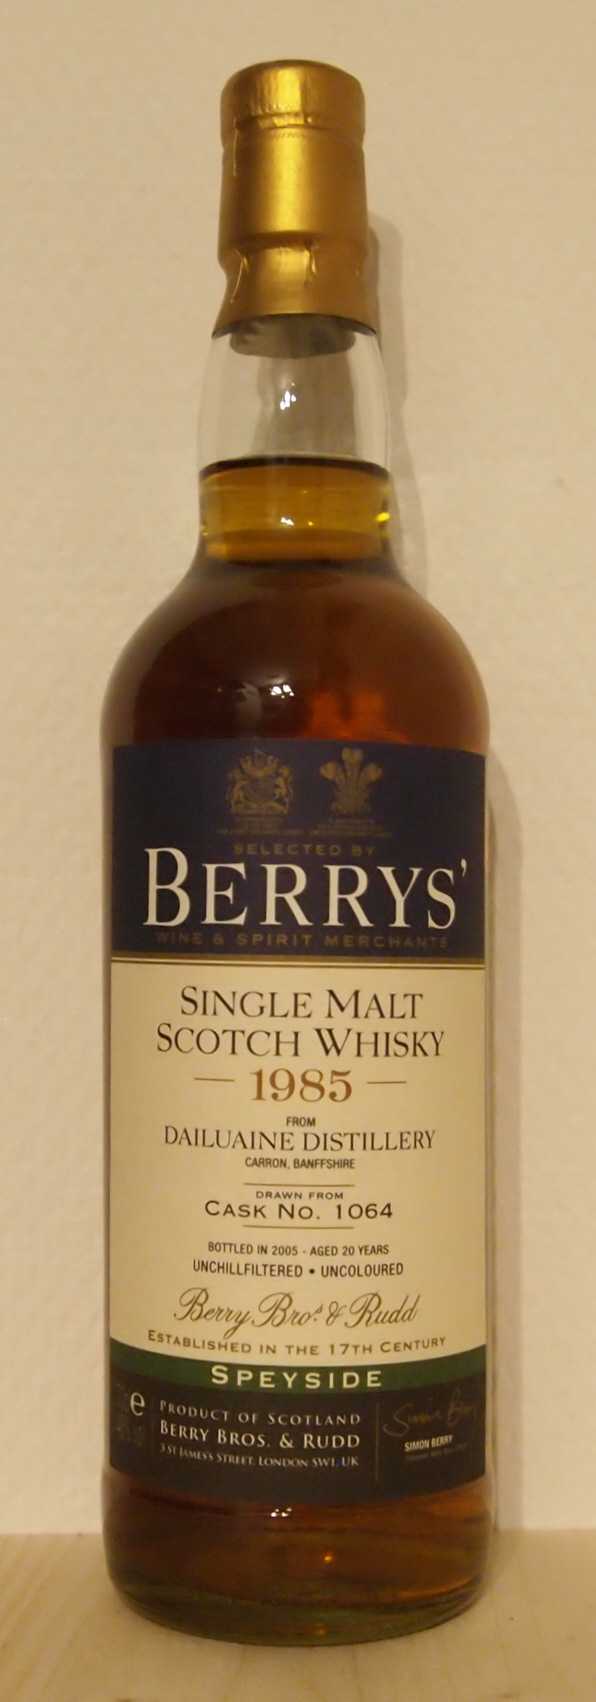 SELECTED BY
BERRYS'
WINE & SPIRIT MERCHANTS
SINGLE MALT
SCOTCH WHISKY
— 1985 —
FROM
DAILUAINE DISTILLERY
CARRON, BANFFSHIRE
DRAWN FROM
CASK NO. 1064
BOTTLED IN 2005 - AGED 20 YEARS
UNCHILLFILTERED • UNCOLOURED
Berry Bros. & Rudd
ESTABLISHED IN THE 17TH CENTURY
SPEYSIDE
e
PRODUCT OF SCOTLAND
BERRY BROS. & RUDD
3 ST JAMES'S STREET, LONDON SW1, UK
Simon Berry
SIMON BERRY